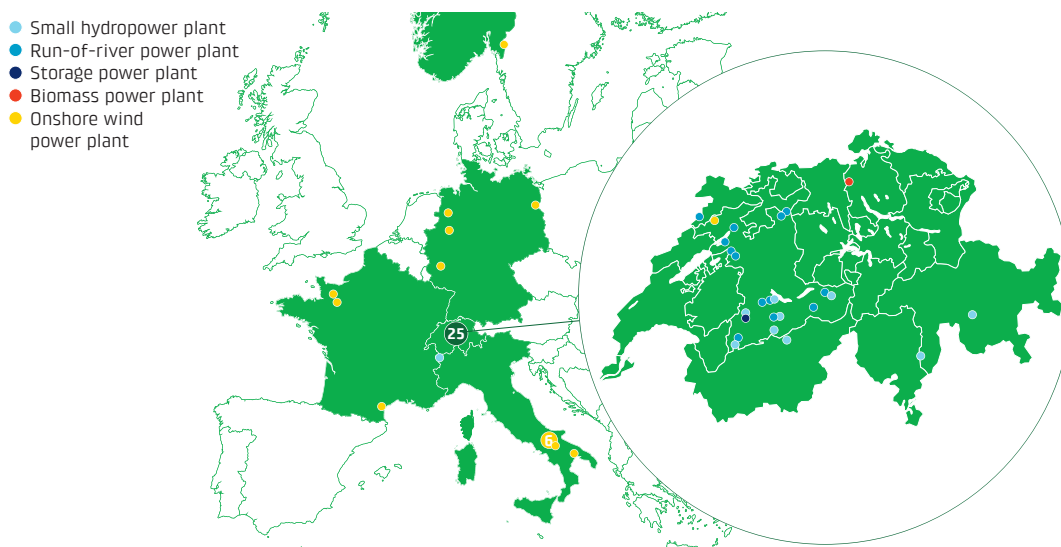 Small hydropower plant
Run-of-river power plant
Storage power plant
Biomass power plant
Onshore wind
power plant
25
6